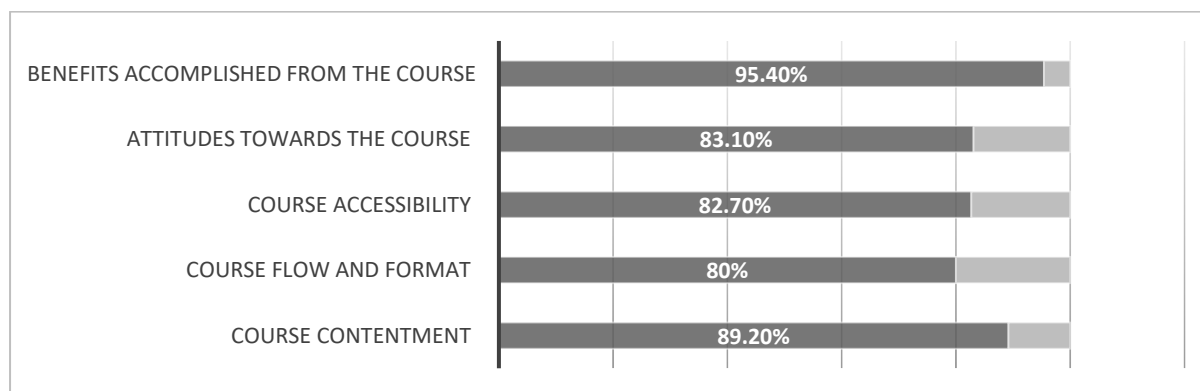 BENEFITS ACCOMPLISHED FROM THE COURSE 95.40%
ATTITUDES TOWARDS THE COURSE 83.10%
COURSE ACCESSIBILITY 82.70%
COURSE FLOW AND FORMAT 80%
COURSE CONTENTMENT 89.20%